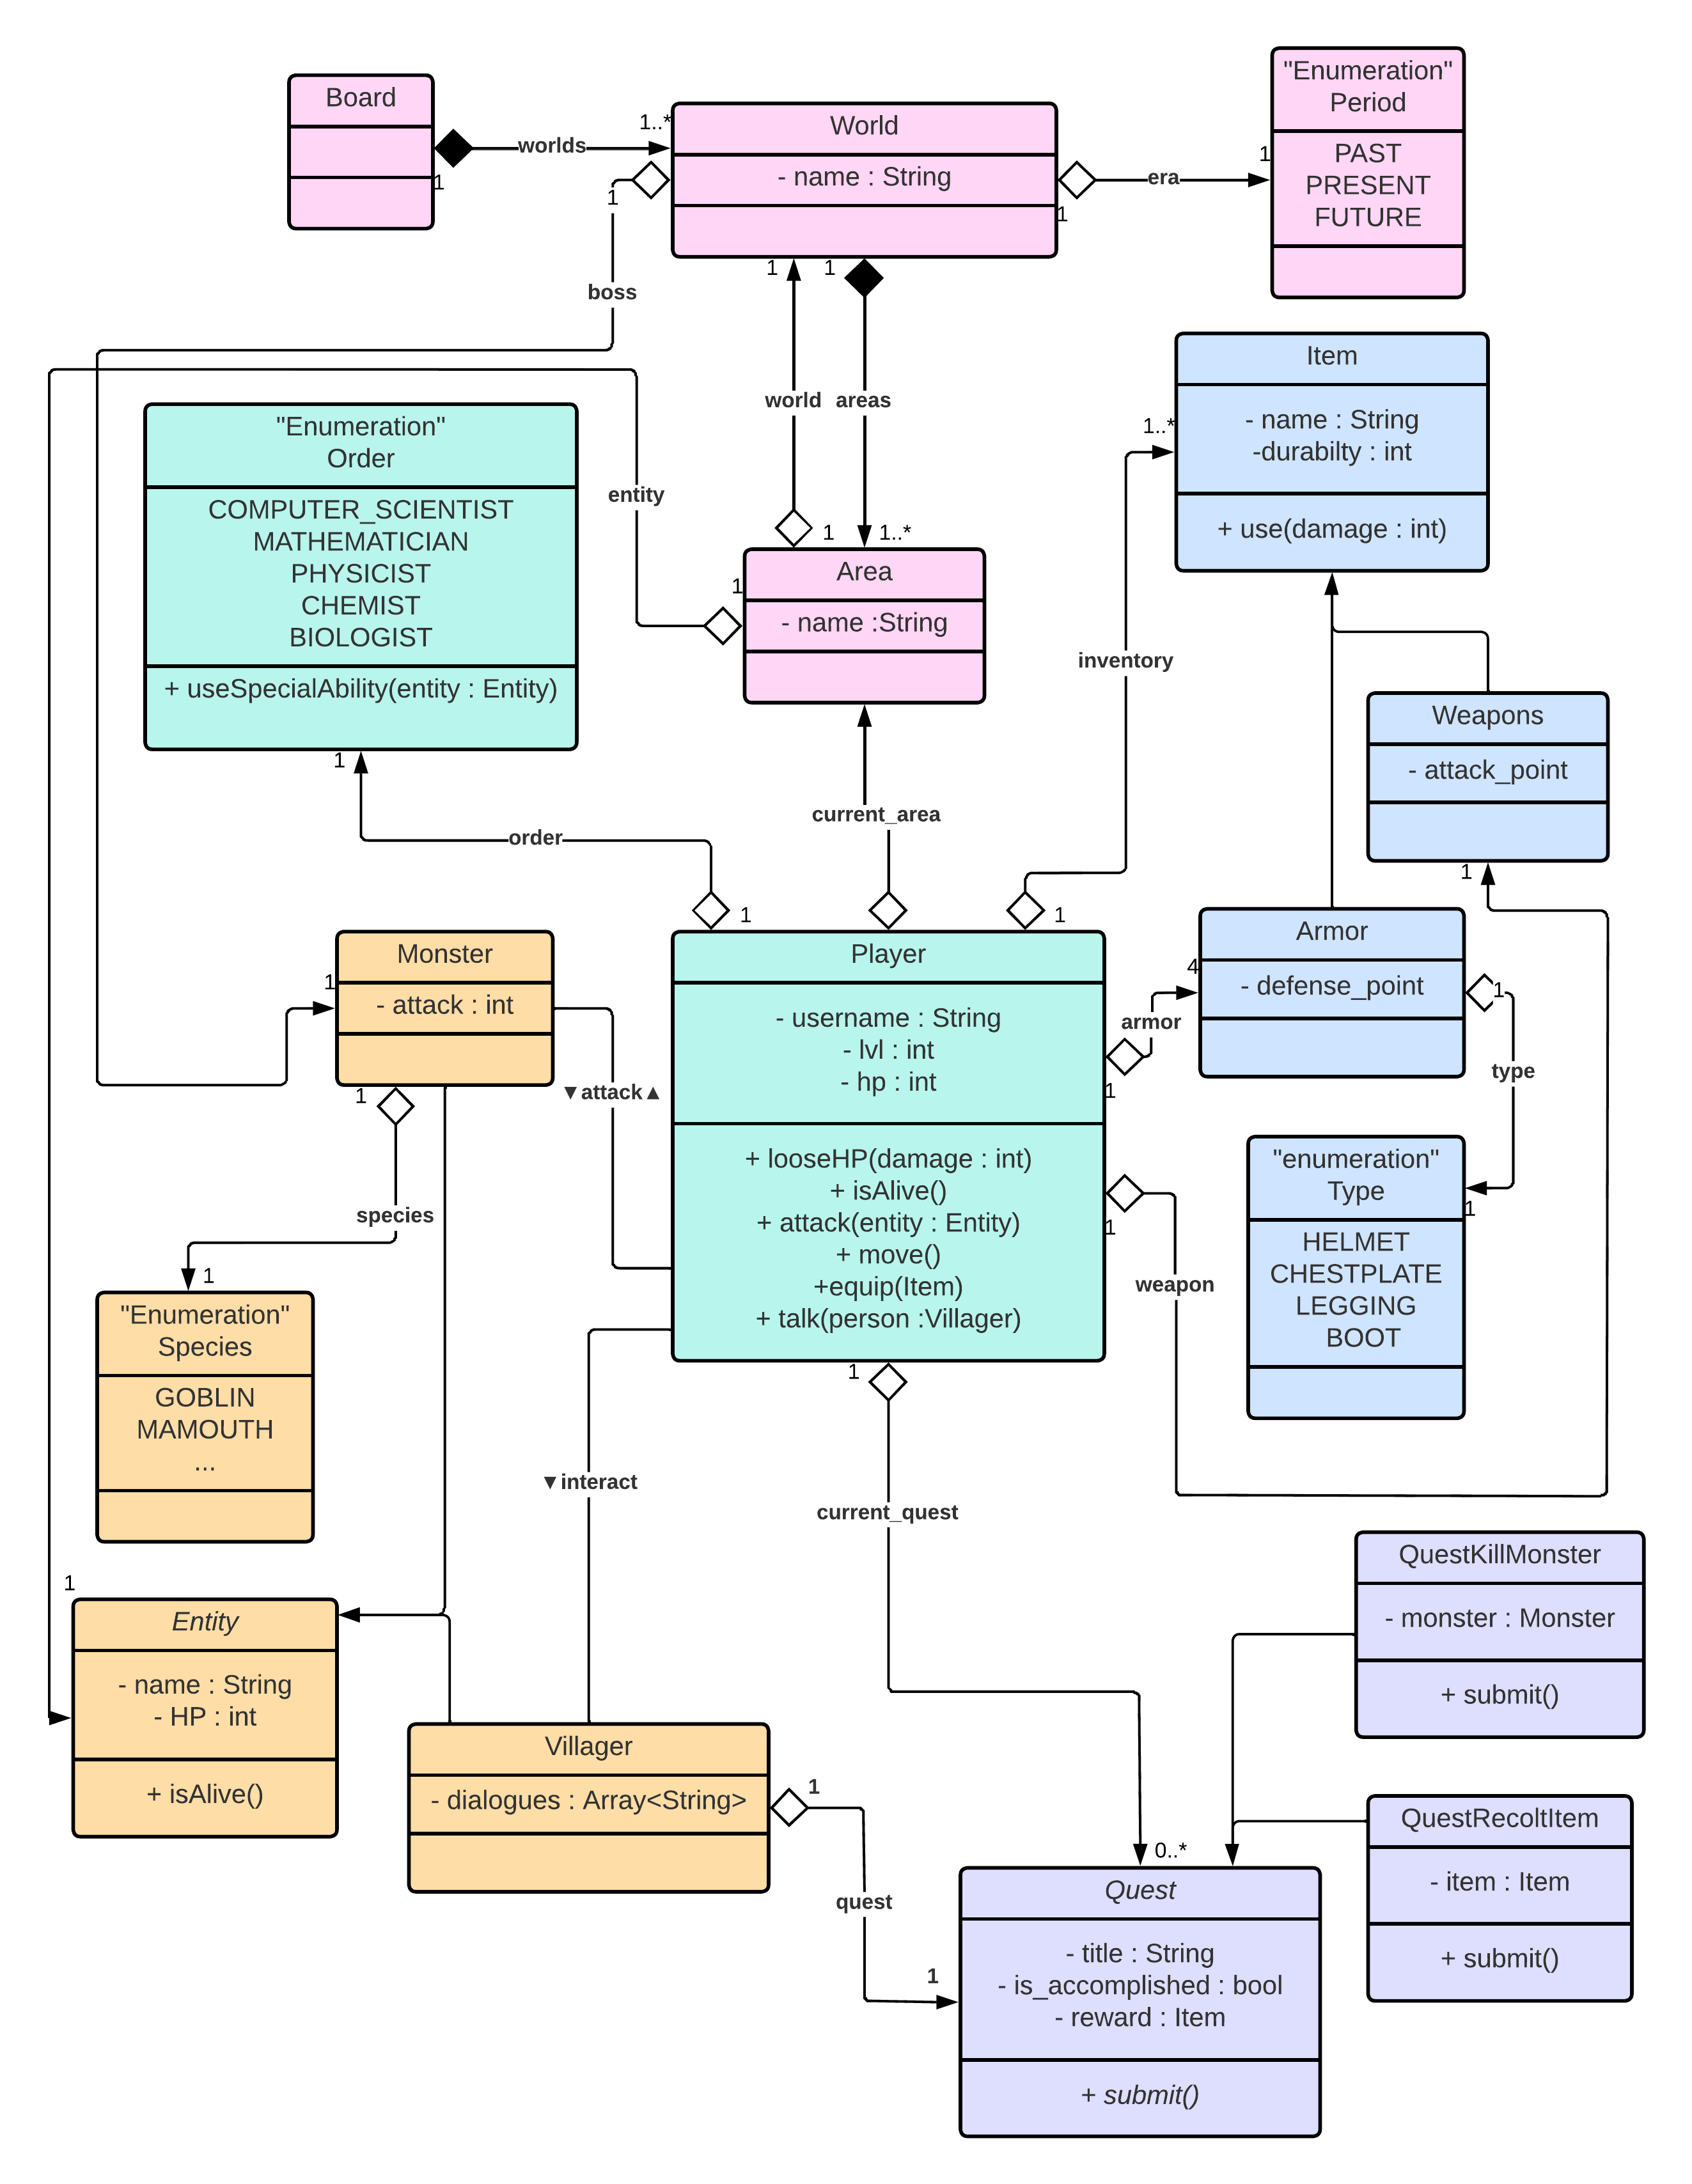 Board
1
worlds
1..*
World
- name : String
1
era
1
"Enumeration"
Period
PAST
PRESENT
FUTURE
1
boss
1
1
world
areas
1
1..*
"Enumeration"
Order
COMPUTER_SCIENTIST
MATHEMATICIAN
PHYSICIST
CHEMIST
BIOLOGIST
+ useSpecialAbility(entity : Entity)
1
entity
1
Area
- name :String
Item
- name : String
-durabilty : int
+ use(damage : int)
1..*
inventory
1
Weapons
- attack_point
1
current_area
order
1
Monster
- attack : int
1
1
▼attack▲
Player
- username : String
- lvl : int
- hp : int
+ looseHP(damage : int)
+ isAlive()
+ attack(entity : Entity)
+ move()
+equip(Item)
+ talk(person :Villager)
4
armor
1
Armor
- defense_point
1
type
"enumeration"
Type
1
HELMET
CHESTPLATE
LEGGING
BOOT
1
weapon
species
1
"Enumeration"
Species
GOBLIN
MAMOUTH
...
1
▼interact
current_quest
1
Entity
- name : String
- HP : int
+ isAlive()
Villager
- dialogues : Array<String>
1
quest
1
0..*
Quest
- title : String
- is_accomplished : bool
- reward : Item
+ submit()
QuestKillMonster
- monster : Monster
+ submit()
QuestRecoltItem
- item : Item
+ submit()